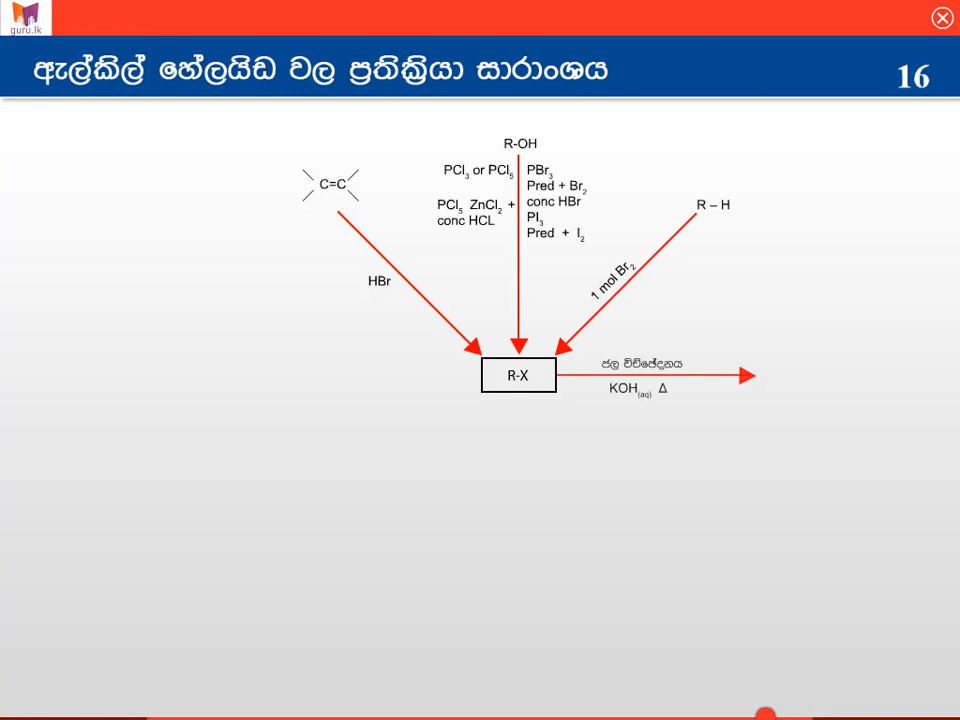 guru.lk
ඇල්කිල් හේලයිඩ වල ප්‍රතික්‍රියා සාරාංශය
16
R-OH
C=C
PCl3 or PCl5
PCl5 ZnCl2 +
conc HCL
PBr3
Pred + Br2
conc HBr
PI3
Pred + I2
R – H
HBr
1 mol Br2
R-X
ජල විච්ඡේදනය
KOH(aq) Δ